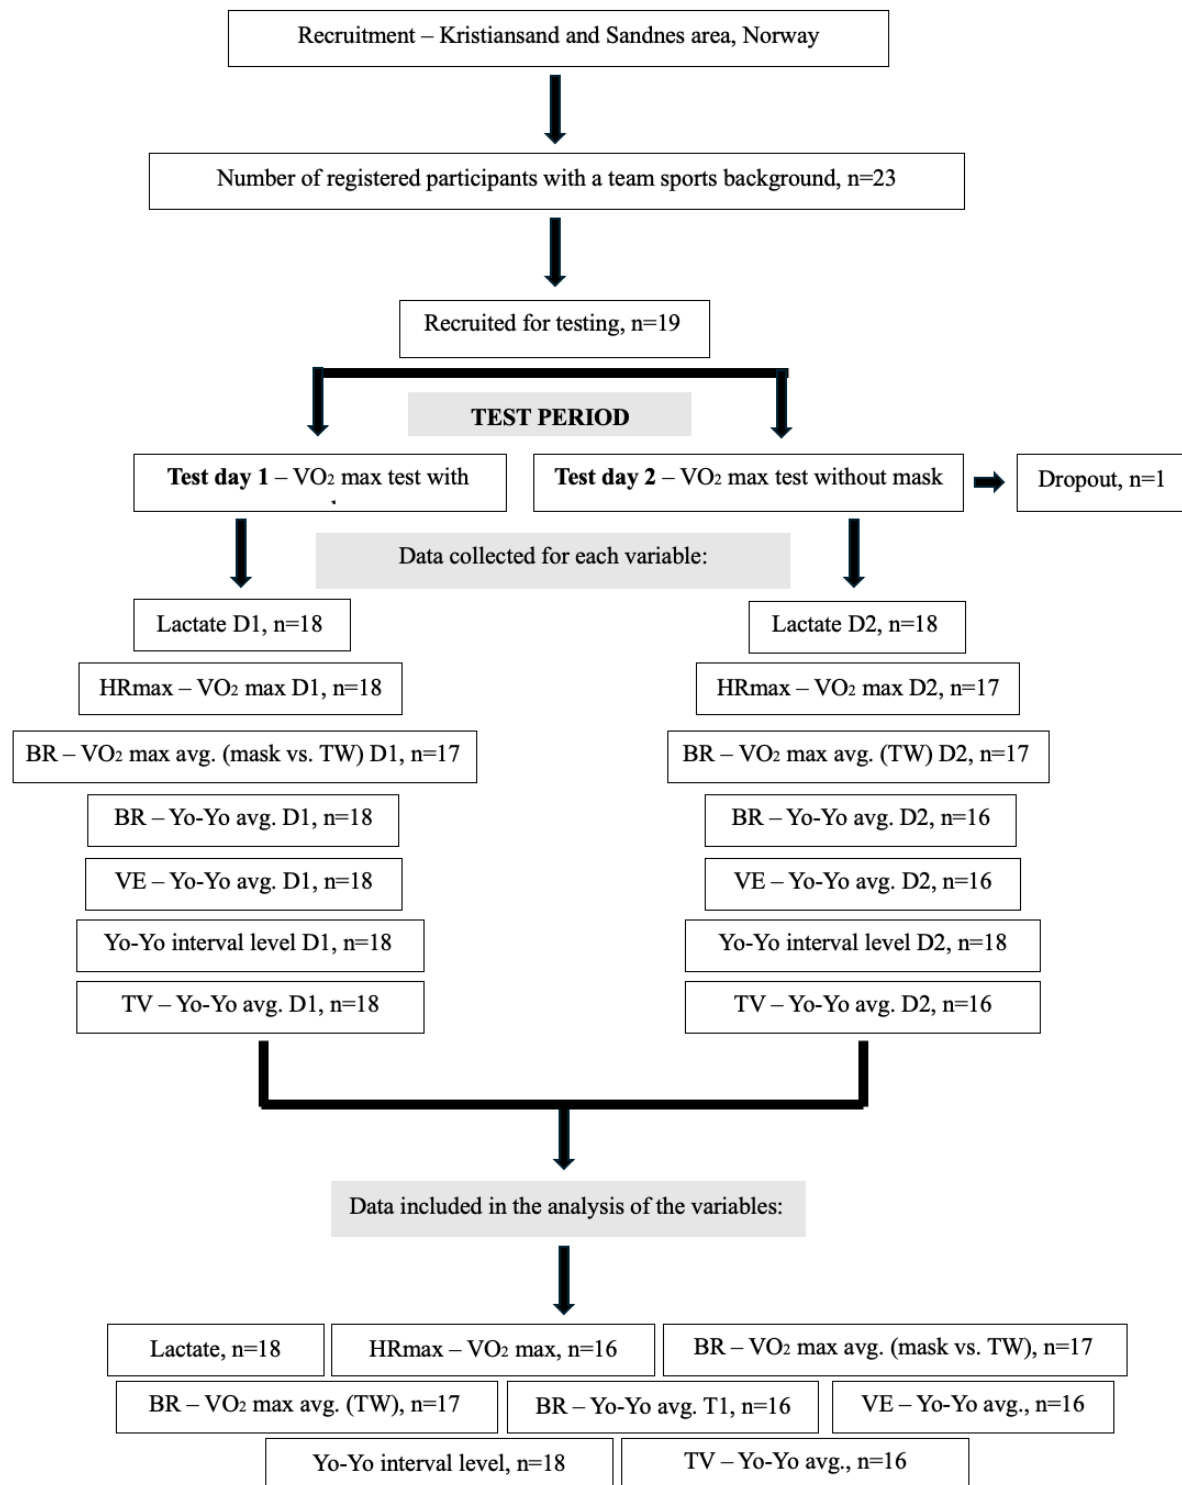 Recruitment – Kristiansand and Sandnes area, Norway
Number of registered participants with a team sports background, n=23
Recruited for testing, n=19
TEST PERIOD
Test day 1 – VO₂ max test with
Test day 2 – VO₂ max test without mask
Dropout, n=1
Data collected for each variable:
Lactate D1, n=18
HRmax – VO₂ max D1, n=18
BR – VO₂ max avg. (mask vs. TW) D1, n=17
BR – Yo-Yo avg. D1, n=18
VE – Yo-Yo avg. D1, n=18
Yo-Yo interval level D1, n=18
TV – Yo-Yo avg. D1, n=18
Lactate D2, n=18
HRmax – VO₂ max D2, n=17
BR – VO₂ max avg. (TW) D2, n=17
BR – Yo-Yo avg. D2, n=16
VE – Yo-Yo avg. D2, n=16
Yo-Yo interval level D2, n=18
TV – Yo-Yo avg. D2, n=16
Data included in the analysis of the variables:
Lactate, n=18
HRmax – VO₂ max, n=16
BR – VO₂ max avg. (mask vs. TW), n=17
BR – VO₂ max avg. (TW), n=17
BR – Yo-Yo avg. T1, n=16
VE – Yo-Yo avg., n=16
Yo-Yo interval level, n=18
TV – Yo-Yo avg., n=16